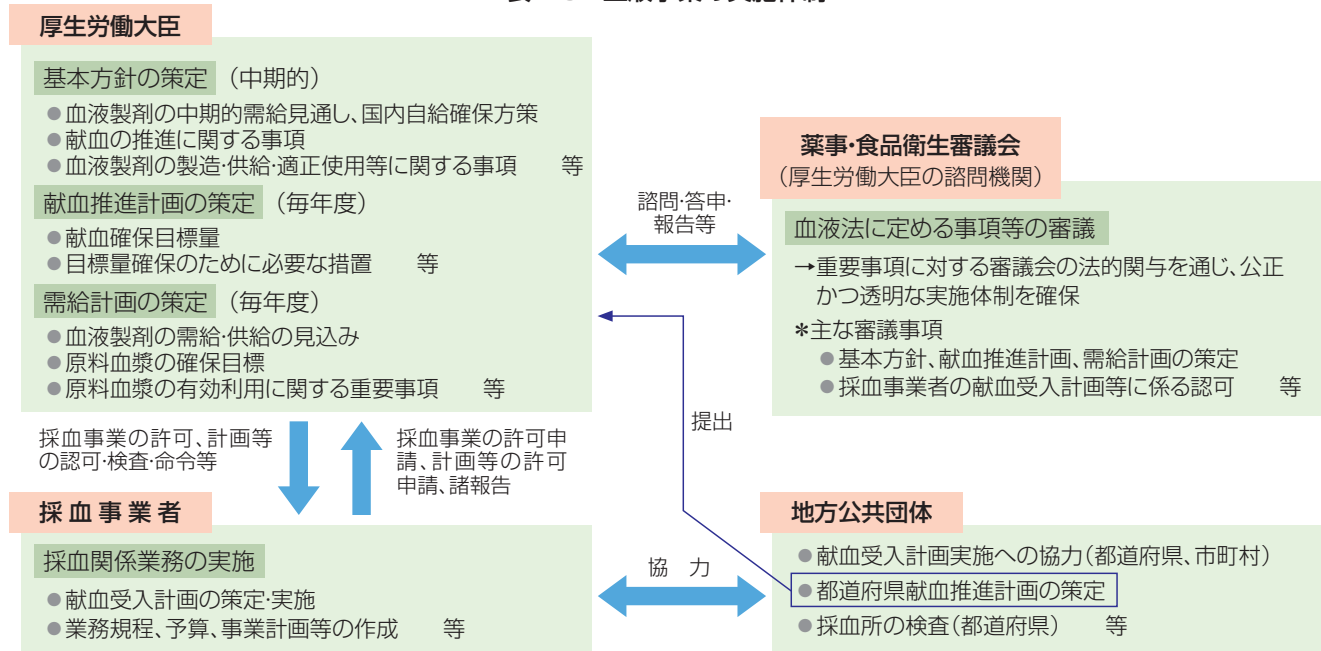 厚生労働大臣
基本方針の策定（中期的）
●血液製剤の中期的需給見通し、国内自給確保方策
●献血の推進に関する事項
●血液製剤の製造・供給・適正使用等に関する事項　等
献血推進計画の策定（毎年度）
●献血確保目標量
●目標量確保のために必要な措置　等
需給計画の策定（毎年度）
●血液製剤の需給・供給の見込み
●原料血漿の確保目標
●原料血漿の有効利用に関する重要事項　等
諮問・答申・
報告等
薬事・食品衛生審議会
（厚生労働大臣の諮問機関）
血液法に定める事項等の審議
→重要事項に対する審議会の法的関与を通じ、公正
かつ透明な実施体制を確保
＊主な審議事項
●基本方針、献血推進計画、需給計画の策定
●採血事業者の献血受入計画等に係る認可　等
提出
採血事業の許可、計画等
の認可・検査・命令等
採血事業の許可申
請、計画等の許可
申請、諸報告
採血事業者
採血関係業務の実施
●献血受入計画の策定・実施
●業務規程、予算、事業計画等の作成　等
協　力
地方公共団体
●献血受入計画実施への協力（都道府県、市町村）
●都道府県献血推進計画の策定
●採血所の検査（都道府県）　等